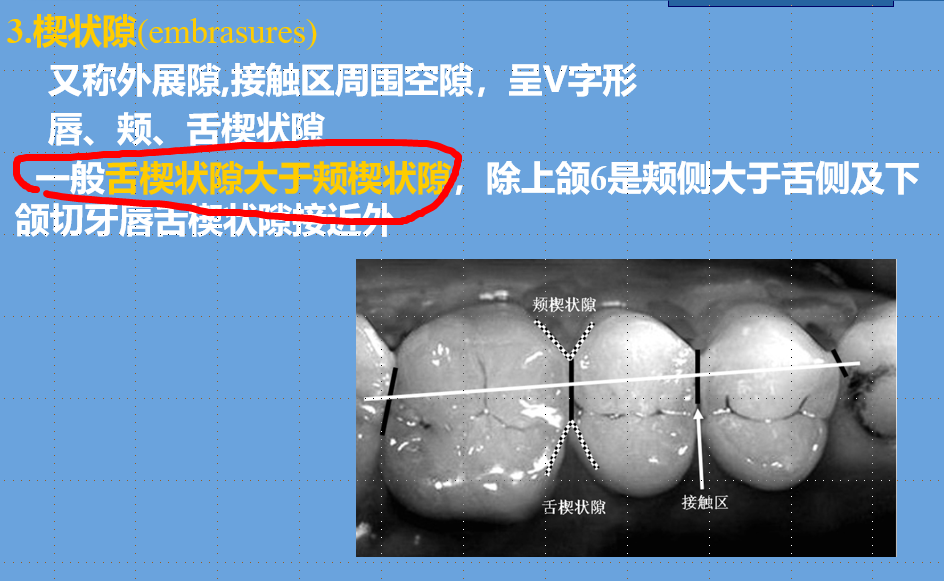 3.楔状隙(embrasures)
又称外展隙,接触区周围空隙，呈V字形
唇、颊、舌楔状隙
一般舌楔状隙大于颊楔状隙，除上颌6是颊侧大于舌侧及下
颌切牙唇舌楔状隙接近外
颊楔状隙
舌楔状隙
接触区